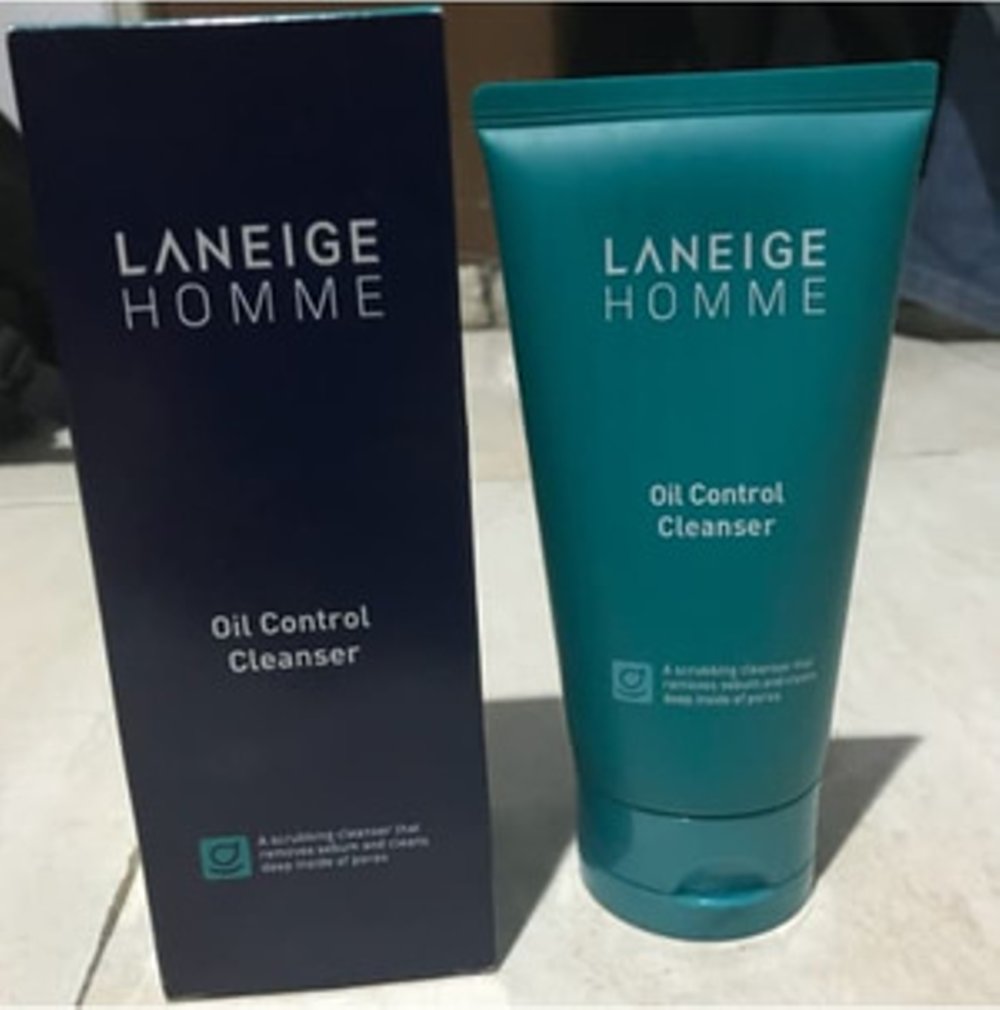 LANEIGE
HOMME
Oil Control
Cleanser
A scrubbing cleanser that
removes sebum and cleans
deep inside of pores
LANEIGE
HOMME
Oil Control
Cleanser
A scrubbing cleanser that
removes sebum and cleans
deep inside of pores